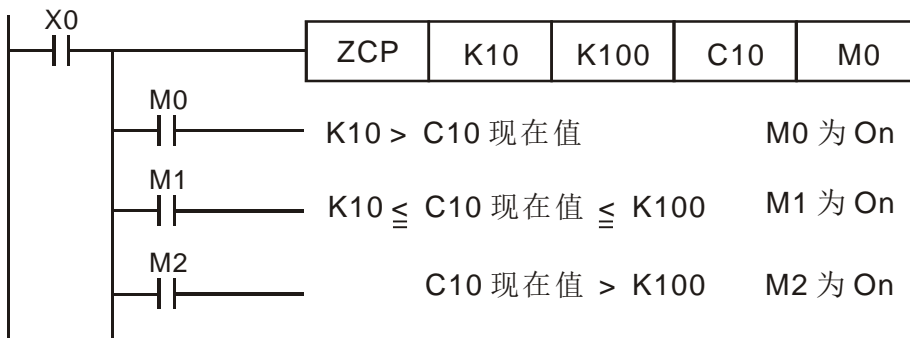 X0
ZCP K10 K100 C10 M0
M0
K10 > C10 现在值 M0 为 On
M1
K10 ≦ C10 现在值 ≦ K100 M1 为 On
M2
C10 现在值 > K100 M2 为 On